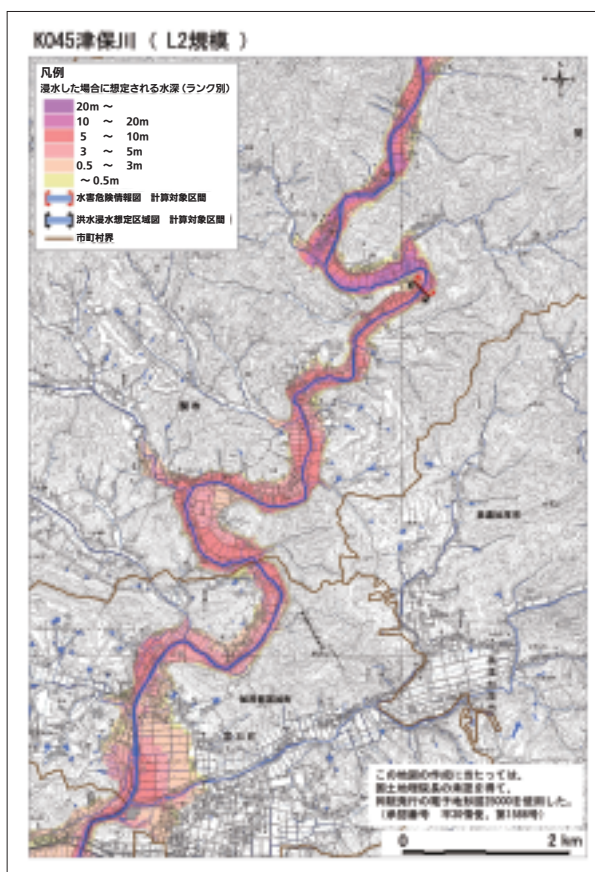 K045津保川 ( L2規模 )
凡例
浸水した場合に想定される水深(ランク別)
20m ～
10 ～ 20m
5 ～ 10m
3 ～ 5m
0.5 ～ 3m
～0.5m
水害危険情報図 計算対象区間
洪水浸水想定区域図 計算対象区間
市町村界
関市
この地図の作成に当たっては、
国土地理院長の承認を得て、
同院発行の電子地形図25000を使用した。
0 2 km